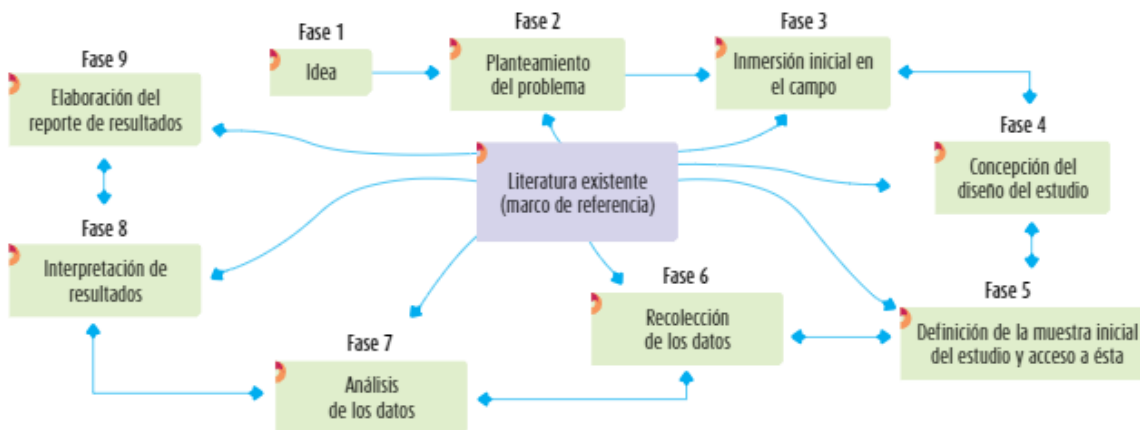 Fase 1
Idea
Fase 2
Planteamiento
del problema
Fase 3
Inmersión inicial en
el campo
Fase 4
Concepción del
diseño del estudio
Fase 5
Definición de la muestra inicial
del estudio y acceso a ésta
Fase 6
Recolección
de los datos
Fase 7
Análisis
de los datos
Fase 8
Interpretación de
resultados
Fase 9
Elaboración del
reporte de resultados
Literatura existente
(marco de referencia)